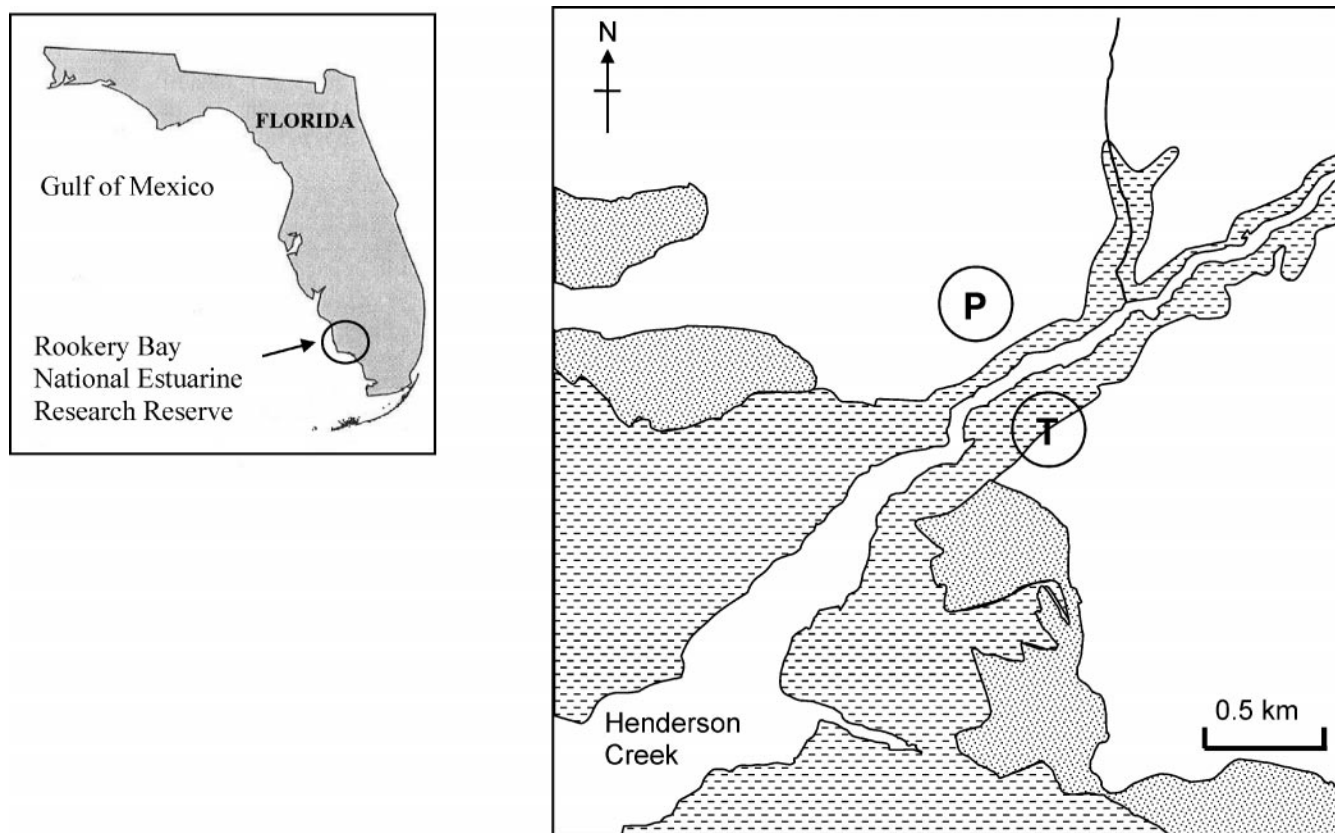 FLORIDA
Gulf of Mexico
Rookery Bay
National Estuarine
Research Reserve
N
P
T
Henderson
Creek
0.5 km